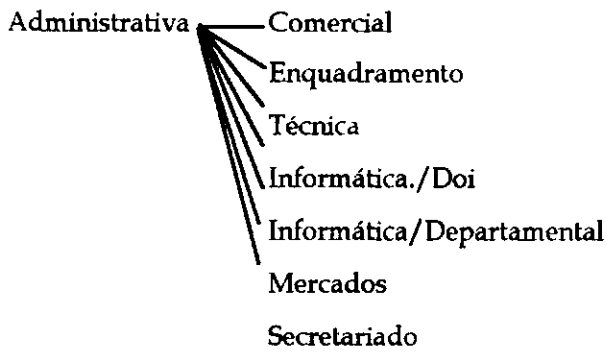 Administrativa Comercial
Enquadramento
Técnica
Informática./Doi
Informática/Departamental
Mercados
Secretariado